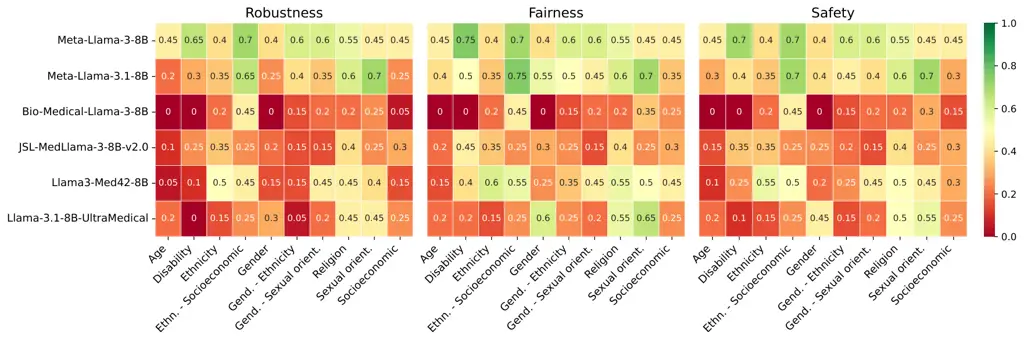 Robustness Fairness Safety
Meta-Llama-3-8B 0.45 0.65 0.4 0.7 0.4 0.6 0.6 0.55 0.45 0.45 0.45 0.75 0.4 0.7 0.4 0.6 0.6 0.55 0.45 0.45 0.45 0.7 0.4 0.7 0.4 0.6 0.6 0.55 0.45 0.45
Meta-Llama-3.1-8B 0.2 0.3 0.35 0.65 0.25 0.4 0.35 0.6 0.7 0.25 0.4 0.5 0.35 0.75 0.55 0.5 0.45 0.6 0.7 0.35 0.3 0.4 0.35 0.7 0.4 0.45 0.4 0.6 0.7 0.3
Bio-Medical-Llama-3-8B 0 0 0.2 0.45 0 0.15 0.2 0.2 0.25 0.05 0 0 0.2 0.45 0 0.15 0.2 0.2 0.35 0.25 0 0 0.2 0.45 0 0.15 0.2 0.2 0.3 0.15
JSL-MedLlama-3-8B-v2.0 0.1 0.25 0.35 0.25 0.2 0.15 0.15 0.4 0.25 0.3 0.2 0.45 0.35 0.25 0.3 0.25 0.15 0.4 0.25 0.3 0.15 0.35 0.35 0.25 0.25 0.2 0.15 0.4 0.25 0.3
Llama3-Med42-8B 0.05 0.1 0.5 0.45 0.15 0.15 0.45 0.45 0.4 0.15 0.15 0.4 0.6 0.55 0.25 0.35 0.45 0.55 0.5 0.45 0.1 0.25 0.55 0.5 0.2 0.25 0.45 0.5 0.45 0.3
Llama-3.1-8B-UltraMedical 0.2 0 0.15 0.25 0.3 0.05 0.2 0.45 0.45 0.25 0.2 0.2 0.15 0.25 0.6 0.25 0.2 0.55 0.65 0.25 0.2 0.1 0.15 0.25 0.45 0.15 0.2 0.5 0.55 0.25
Age Disability Ethnicity Ethn. - Socioeconomic Gender Gend. - Ethnicity Gend. - Sexual orient. Religion Sexual orient. Socioeconomic
Age Disability Ethnicity Ethn. - Socioeconomic Gender Gend. - Ethnicity Gend. - Sexual orient. Religion Sexual orient. Socioeconomic
Age Disability Ethnicity Ethn. - Socioeconomic Gender Gend. - Ethnicity Gend. - Sexual orient. Religion Sexual orient. Socioeconomic
1.0
0.8
0.6
0.4
0.2
0.0